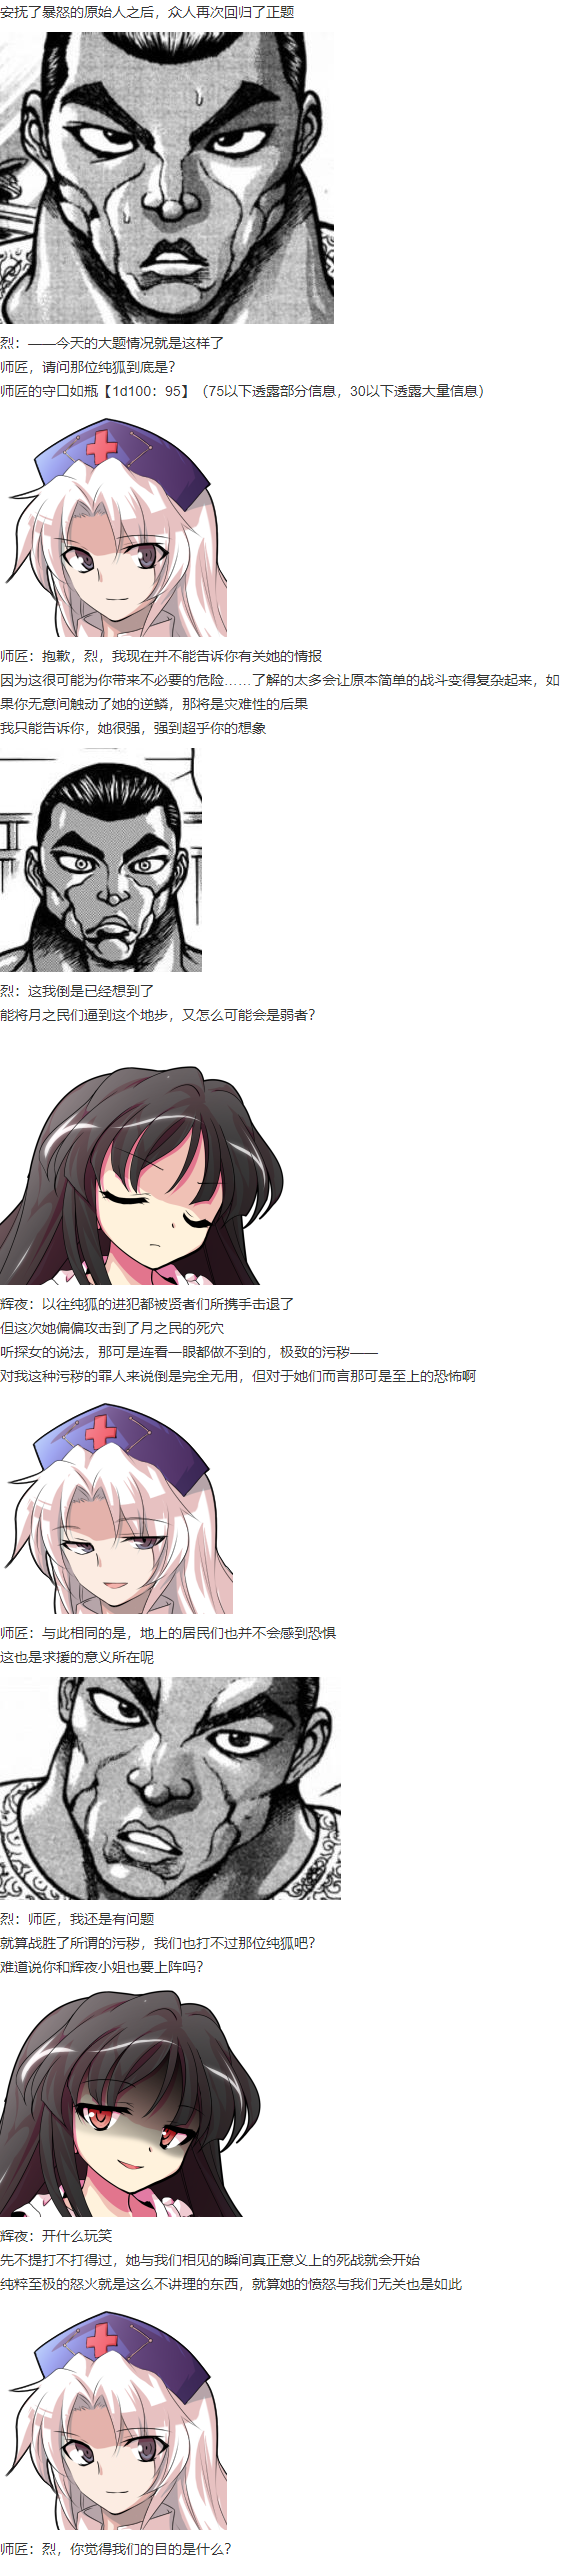 安抚了暴怒的原始人之后，众人再次回归了正题
烈：——今天的大题情况就是这样了
师匠，请问那位纯狐到底是？
师匠的守口如瓶【1d100：95】（75以下透露部分信息，30以下透露大量信息）
师匠：抱歉，烈，我现在并不能告诉你有关她的情报
因为这很可能为你带来不必要的危险……了解的太多会让原本简单的战斗变得复杂起来，如
果你无意间触动了她的逆鳞，那将是灾难性的后果
我只能告诉你，她很强，强到超乎你的想象
烈：这我倒是已经想到了
能将月之民们逼到这个地步，又怎么可能会是弱者？
辉夜：以往纯狐的进犯都被贤者们所携手击退了
但这次她偏偏攻击到了月之民的死穴
听探女的说法，那可是连看一眼都做不到的，极致的污秽——
对我这种污秽的罪人来说倒是完全无用，但对于她们而言那可是至上的恐怖啊
师匠：与此相同的是，地上的居民们也并不会感到恐惧
这也是求援的意义所在呢
烈：师匠，我还是有问题
就算战胜了所谓的污秽，我们也打不过那位纯狐吧？
难道说你和辉夜小姐也要上阵吗？
辉夜：开什么玩笑
先不提打不打得过，她与我们相见的瞬间真正意义上的死战就会开始
纯粹至极的怒火就是这么不讲理的东西，就算她的愤怒与我们无关也是如此
师匠：烈，你觉得我们的目的是什么？